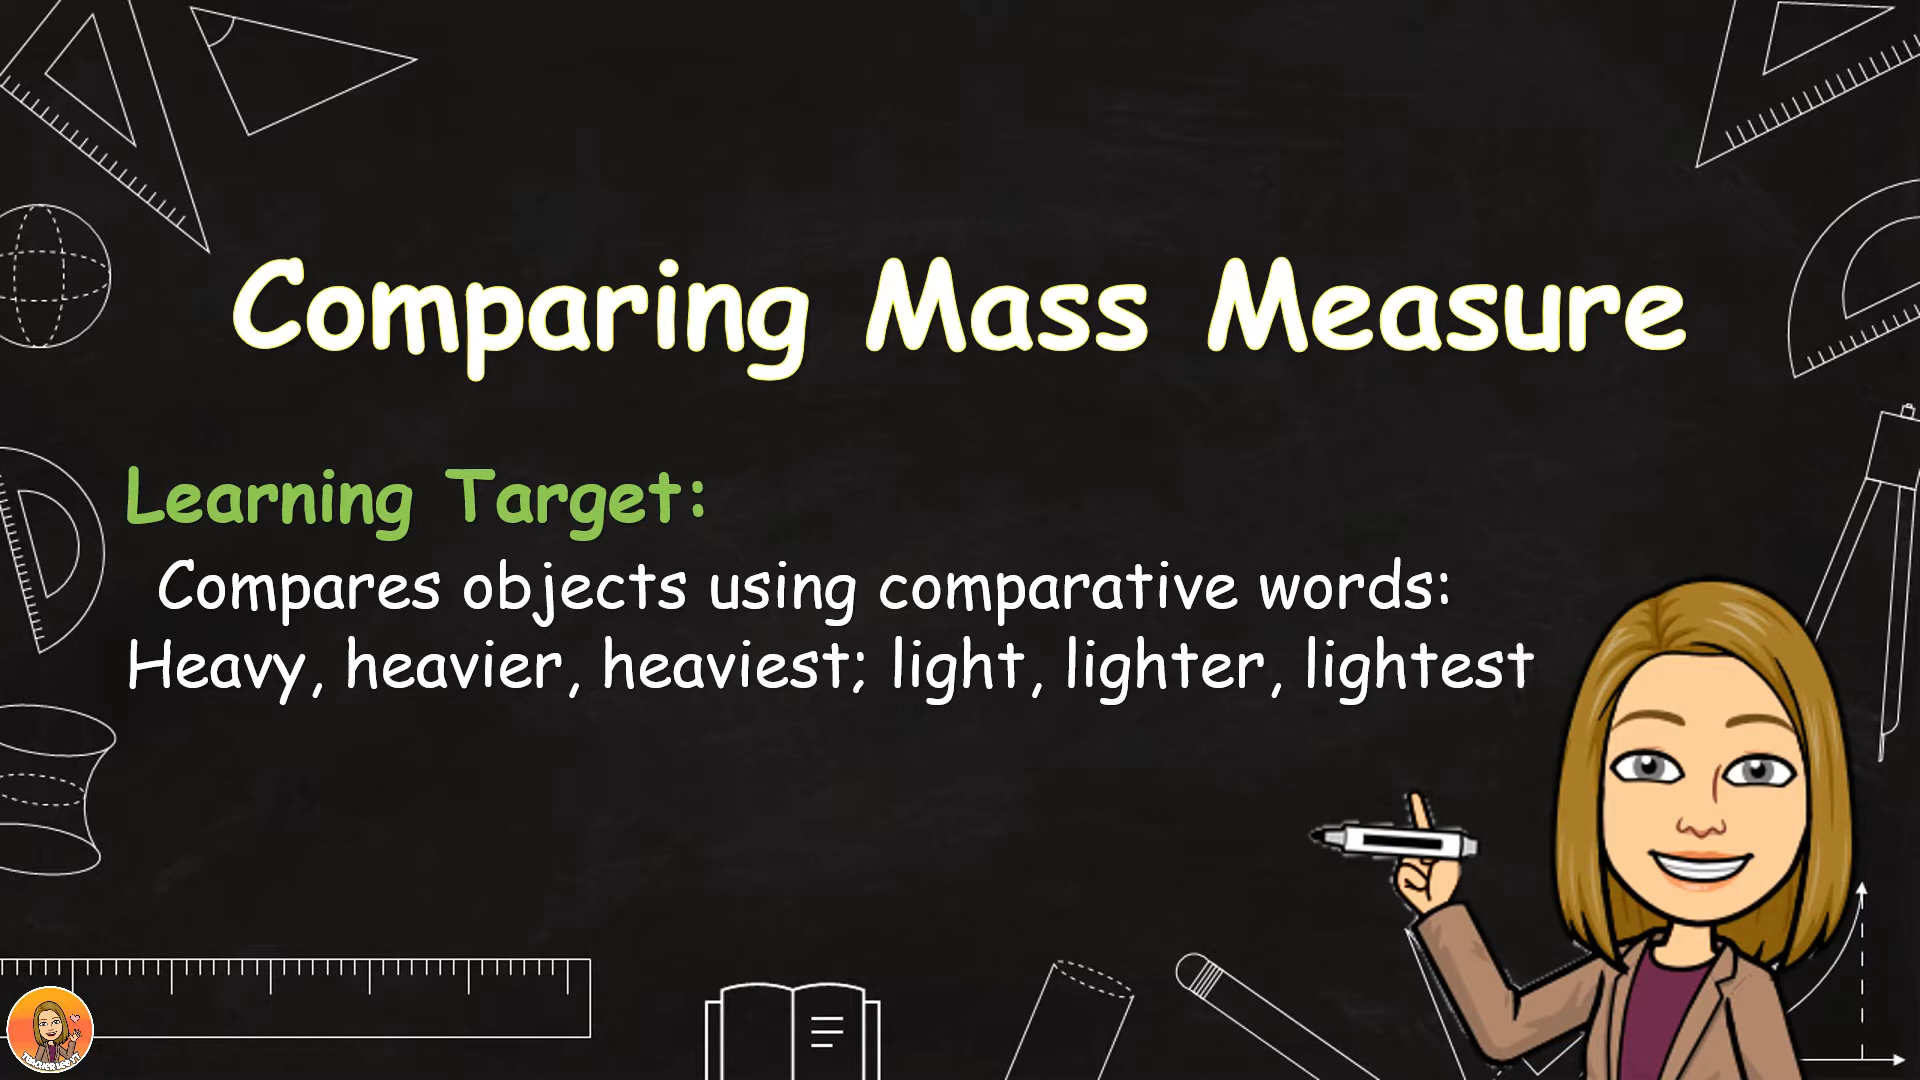 Comparing Mass Measure
Learning Target:
Compares objects using comparative words:
Heavy, heavier, heaviest; light, lighter, lightest